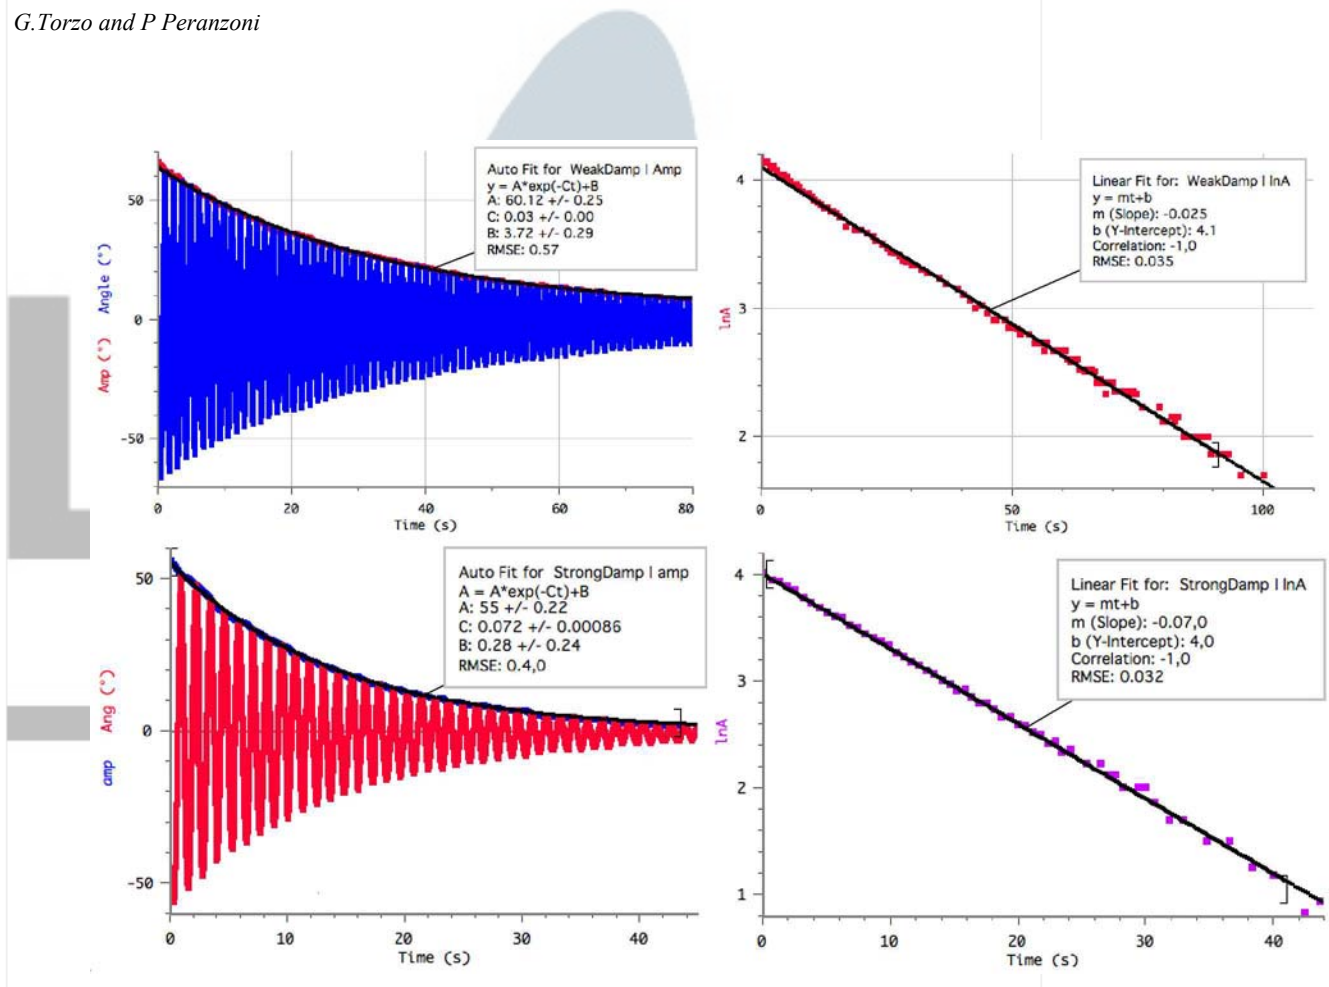 G.Torzo and P Peranzoni
Auto Fit for WeakDamp | Amp
y = A*exp(-Ct)+B
A: 60.12 +/- 0.25
C: 0.03 +/- 0.00
B: 3.72 +/- 0.29
RMSE: 0.57
50
0
-50
Amp (°) Angle (°)
0 20 40 60 80
Time (s)
Linear Fit for: WeakDamp | lnA
y = mt+b
m (Slope): -0.025
b (Y-Intercept): 4.1
Correlation: -1,0
RMSE: 0.035
4
3
2
lnA
0 50 100
Time (s)
Auto Fit for StrongDamp | amp
A = A*exp(-Ct)+B
A: 55 +/- 0.22
C: 0.072 +/- 0.00086
B: 0.28 +/- 0.24
RMSE: 0.4,0
50
0
-50
amp Ang (°)
0 10 20 30 40
Time (s)
Linear Fit for: StrongDamp | lnA
y = mt+b
m (Slope): -0.07,0
b (Y-Intercept): 4,0
Correlation: -1,0
RMSE: 0.032
4
3
2
1
lnA
0 10 20 30 40
Time (s)